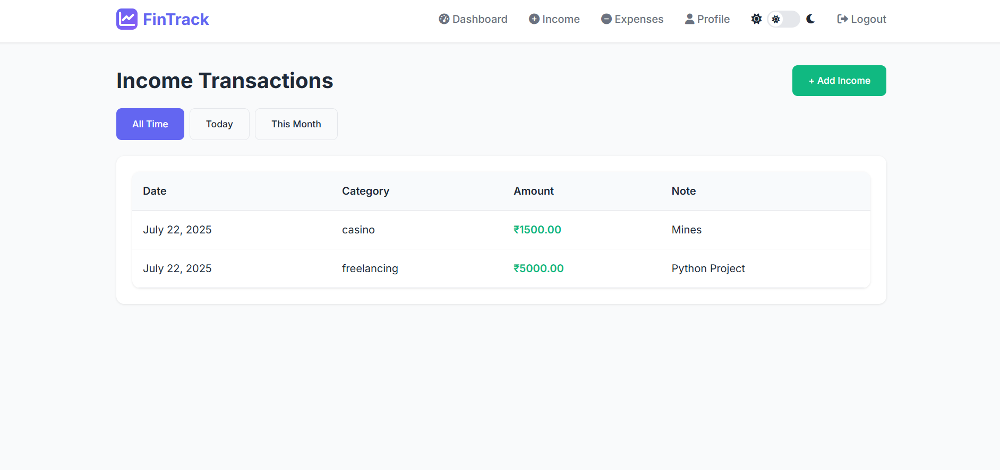 FinTrack
Dashboard Income Expenses Profile Logout
Income Transactions
+ Add Income
All Time Today This Month
Date Category Amount Note
July 22, 2025 casino ₹1500.00 Mines
July 22, 2025 freelancing ₹5000.00 Python Project